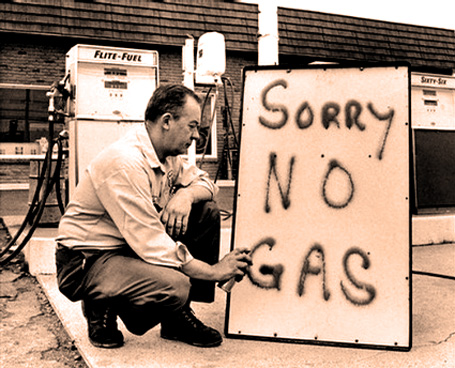 FLITE-FUEL
SIXTY-SIX
SORRY
NO
GAS